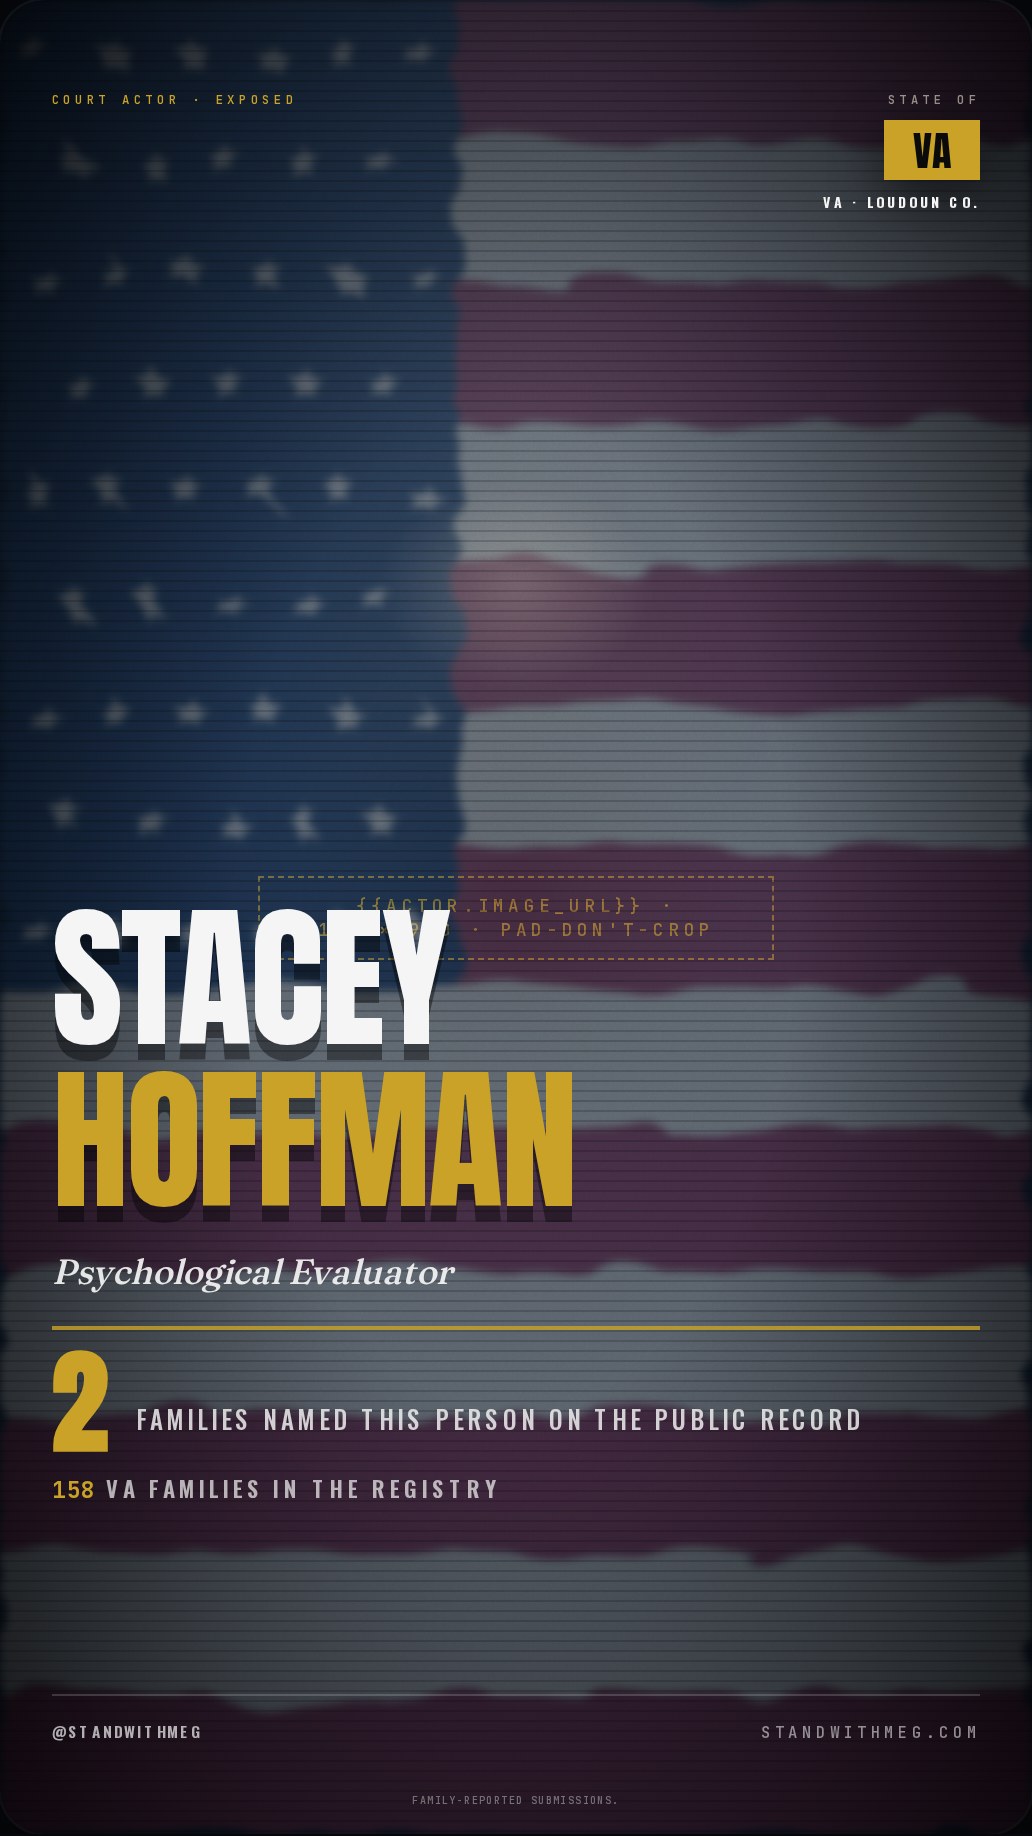 COURT ACTOR · EXPOSED
STATE OF
VA
VA · LOUDOUN CO.
{{ACTOR.IMAGE_URL}} ·
· PAD-DON'T-CROP
STACEY
HOFFMAN
Psychological Evaluator
2 FAMILIES NAMED THIS PERSON ON THE PUBLIC RECORD
158 VA FAMILIES IN THE REGISTRY
@STANDWITHMEG
STANDWITHMEG.COM
FAMILY-REPORTED SUBMISSIONS.